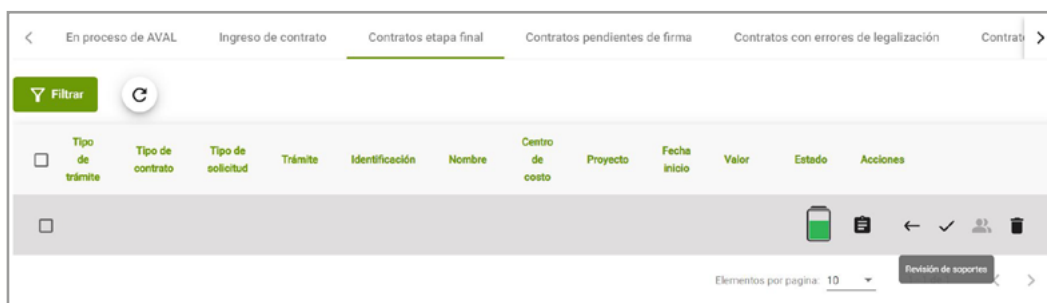 En proceso de AVAL Ingreso de contrato Contratos etapa final Contratos pendientes de firma Contratos con errores de legalización Contrat
Filtrar
Tipo de trámite Tipo de contrato Tipo de solicitud Trámite Identificación Nombre Centro de costo Proyecto Fecha inicio Valor Estado Acciones
Revisión de soportes
Elementos por pagina: 10